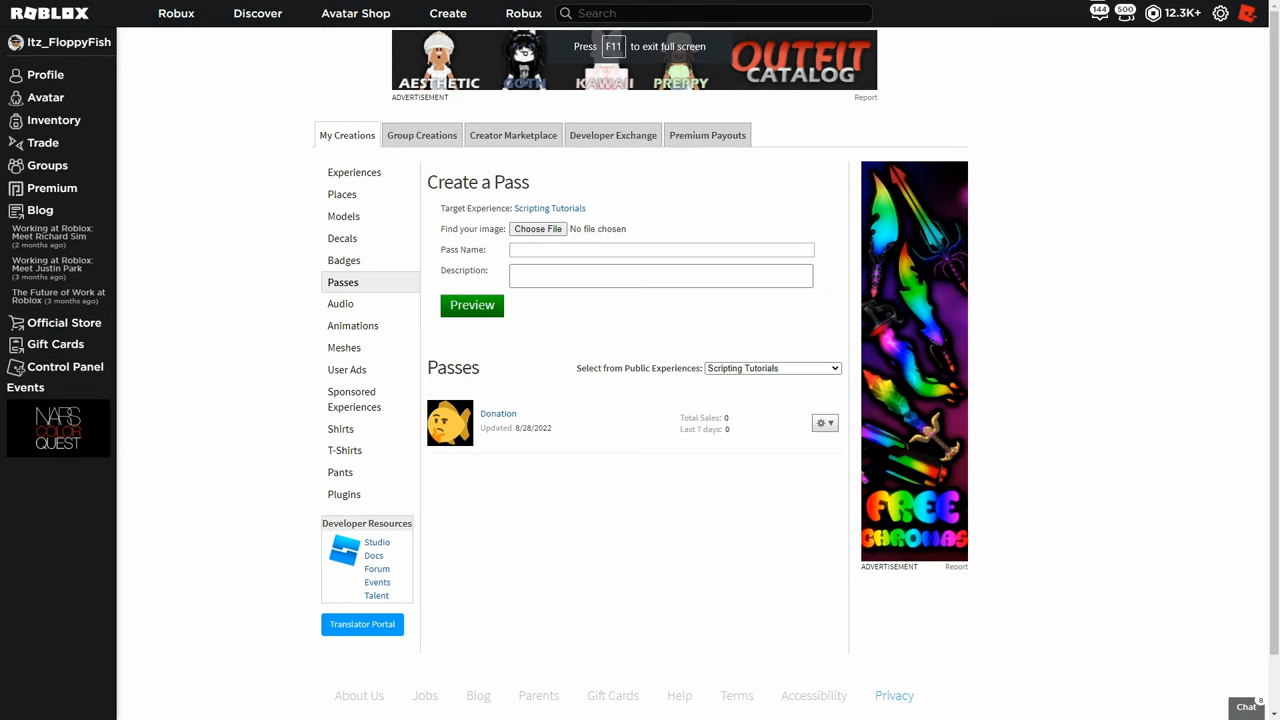 ROBLOX
Robux
Discover
Avatar Shop
Create
Robux
Search
144
500
12.3K+
Itz_FloppyFish
Profile
Avatar
Inventory
Trade
Groups
Premium
Blog
Working at Roblox:
Meet Richard Sim
(2 months ago)
Working at Roblox:
Meet Justin Park
(3 months ago)
The Future of Work at
Roblox (3 months ago)
Official Store
Gift Cards
Control Panel
Events
NARS
COLOR
QUEST
AESTHETIC
GOTH
KAWAII
PREPPY
OUTFIT
CATALOG
Press F11 to exit full screen
ADVERTISEMENT
Report
My Creations
Group Creations
Creator Marketplace
Developer Exchange
Premium Payouts
Experiences
Places
Models
Decals
Badges
Passes
Audio
Animations
Meshes
User Ads
Sponsored
Experiences
Shirts
T-Shirts
Pants
Plugins
Developer Resources
Studio
Docs
Forum
Events
Talent
Translator Portal
Create a Pass
Target Experience: Scripting Tutorials
Find your image: Choose File No file chosen
Pass Name:
Description:
Preview
Passes
Select from Public Experiences: Scripting Tutorials
Donation
Updated 8/28/2022
Total Sales: 0
Last 7 days: 0
FREE
CHROMAS
ADVERTISEMENT
Report
About Us
Jobs
Blog
Parents
Gift Cards
Help
Terms
Accessibility
Privacy
Chat
8